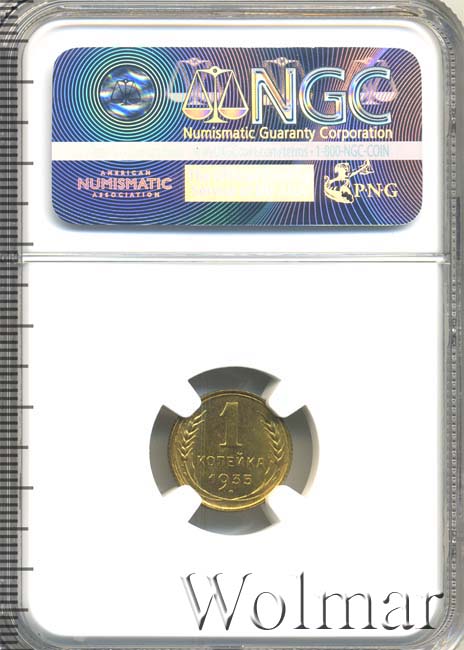 NGC
Numismatic Guaranty Corporation
1-800-NGC-COIN
AMERICAN
NUMISMATIC
ASSOCIATION
PNG
1
КОПЕЙКА
1935
Wolmar